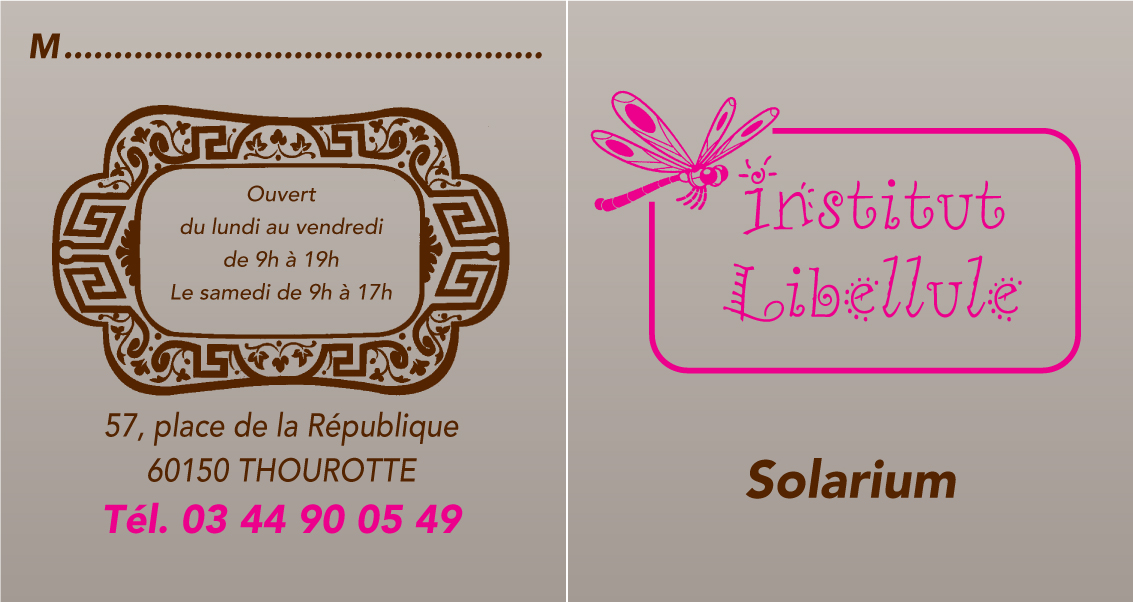 M................................................
Ouvert
du lundi au vendredi
de 9h à 19h
Le samedi de 9h à 17h
57, place de la République
60150 THOUROTTE
Tél. 03 44 90 05 49
Institut
Libellule
Solarium